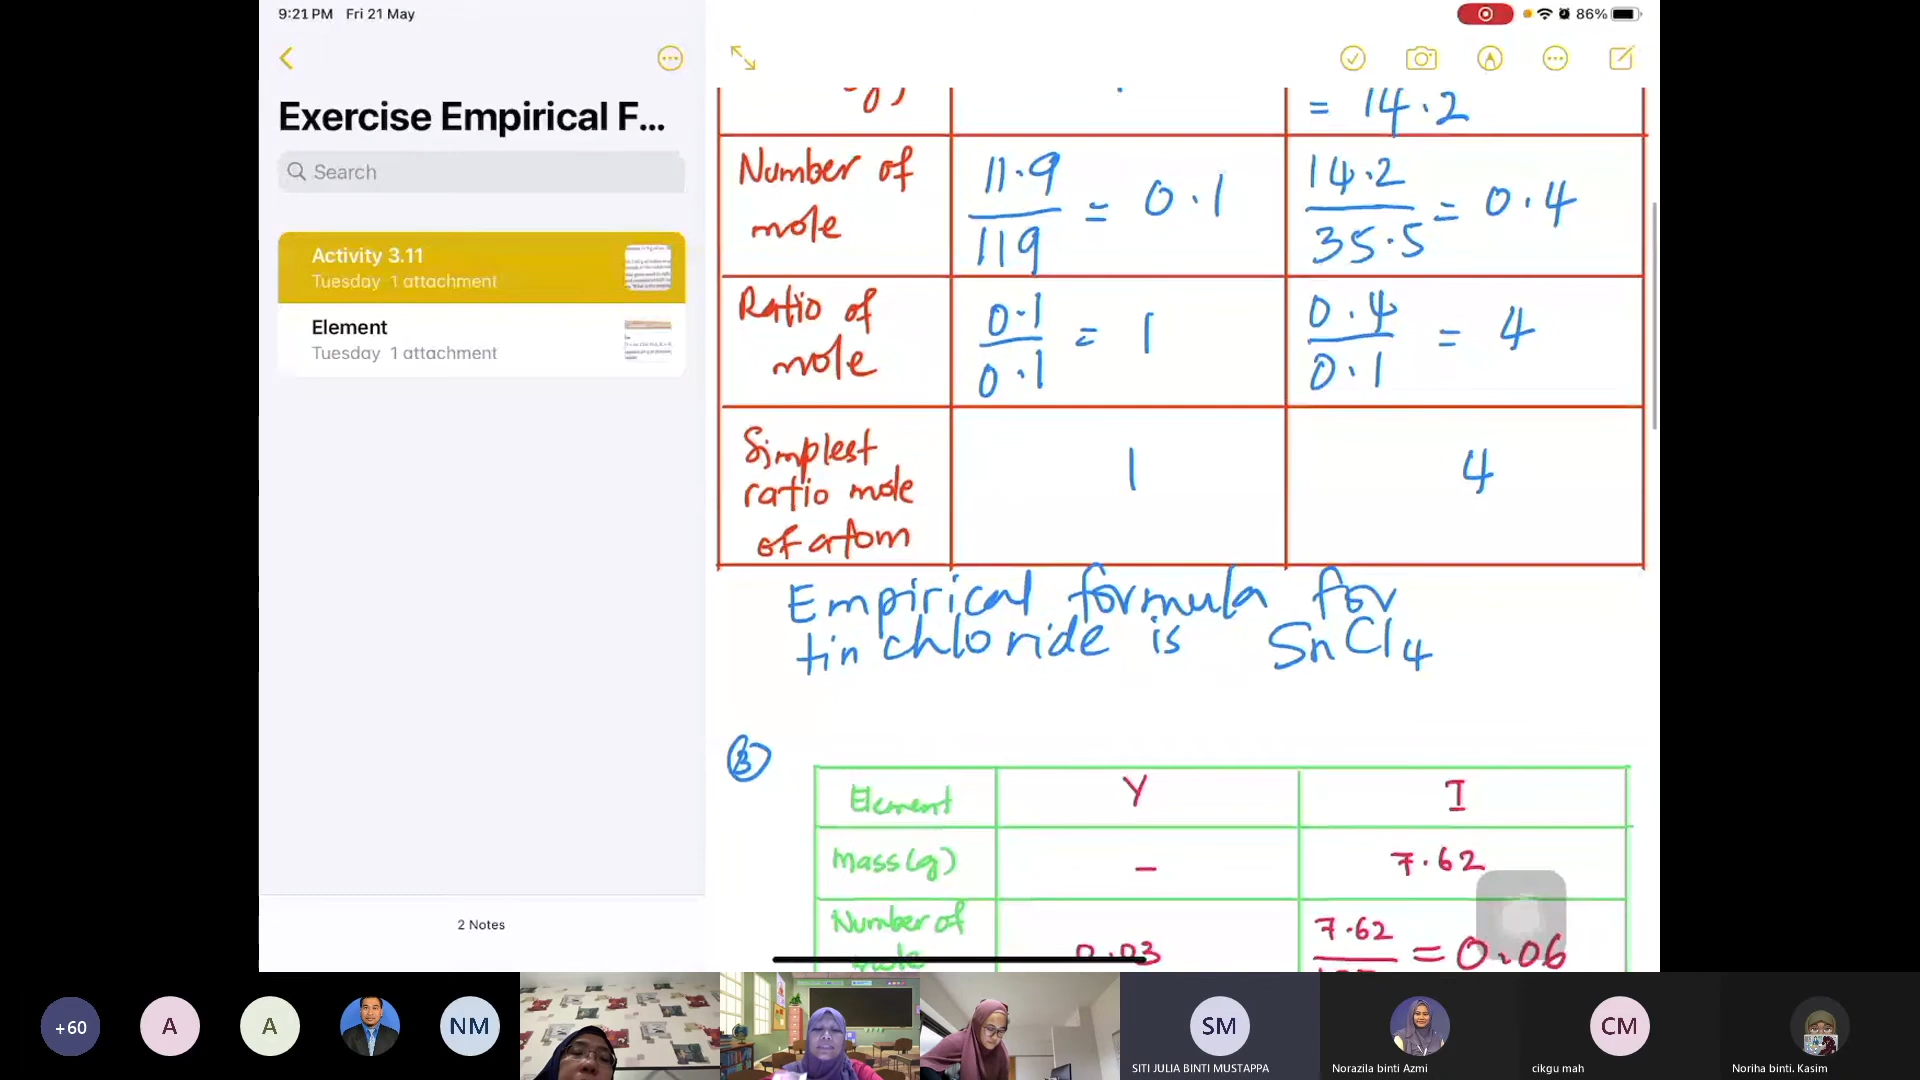 9:21 PM Fri 21 May
86%
Exercise Empirical F...
Search
Activity 3.11
Tuesday 1 attachment
Element
Tuesday 1 attachment
2 Notes
= 14.2
Number of mole
11.9/119 = 0.1
14.2/35.5 = 0.4
Ratio of mole
0.1/0.1 = 1
0.4/0.1 = 4
Simplest ratio mole of atom
1
4
Empirical formula for
tin chloride is SnCl4
3
Element
Y
I
Mass(g)
-
7.62
Number of mole
0.03
7.62
= 0.06
+60
A
A
NM
SM
SITI JULIA BINTI MUSTAPPA
Norazila binti Azmi
CM
cikgu mah
Noriha binti. Kasim